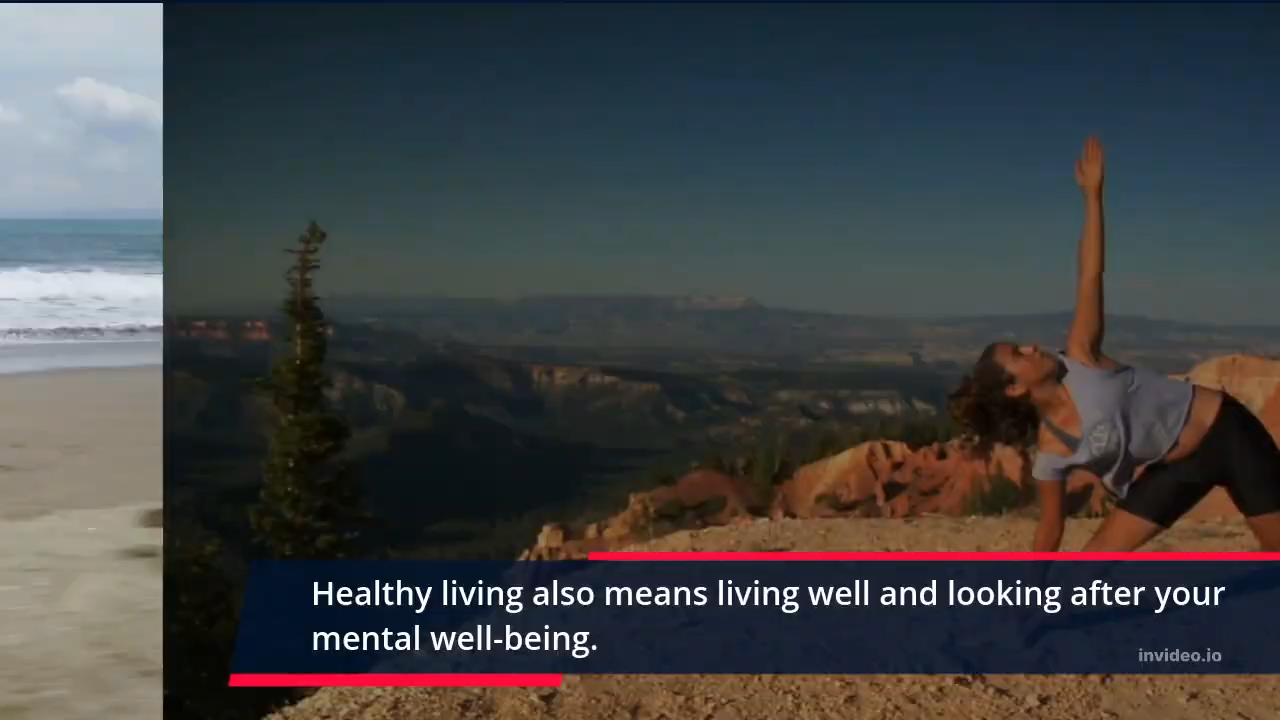 Healthy living also means living well and looking after your
mental well-being.
invideo.io